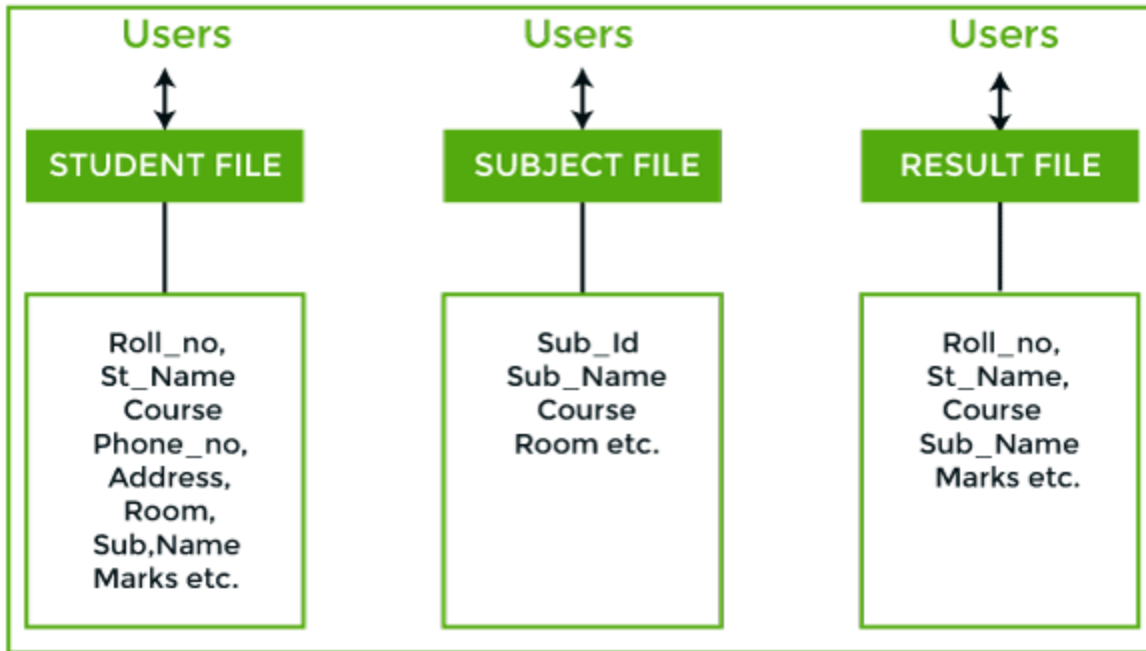 Users
STUDENT FILE
Roll_no,
St_Name
Course
Phone_no,
Address,
Room,
Sub,Name
Marks etc.
Users
SUBJECT FILE
Sub_Id
Sub_Name
Course
Room etc.
Users
RESULT FILE
Roll_no,
St_Name,
Course
Sub_Name
Marks etc.